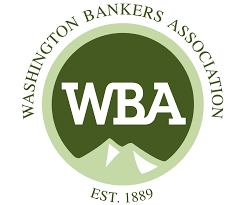 WASHINGTON BANKERS ASSOCIATION
WBA
EST. 1889